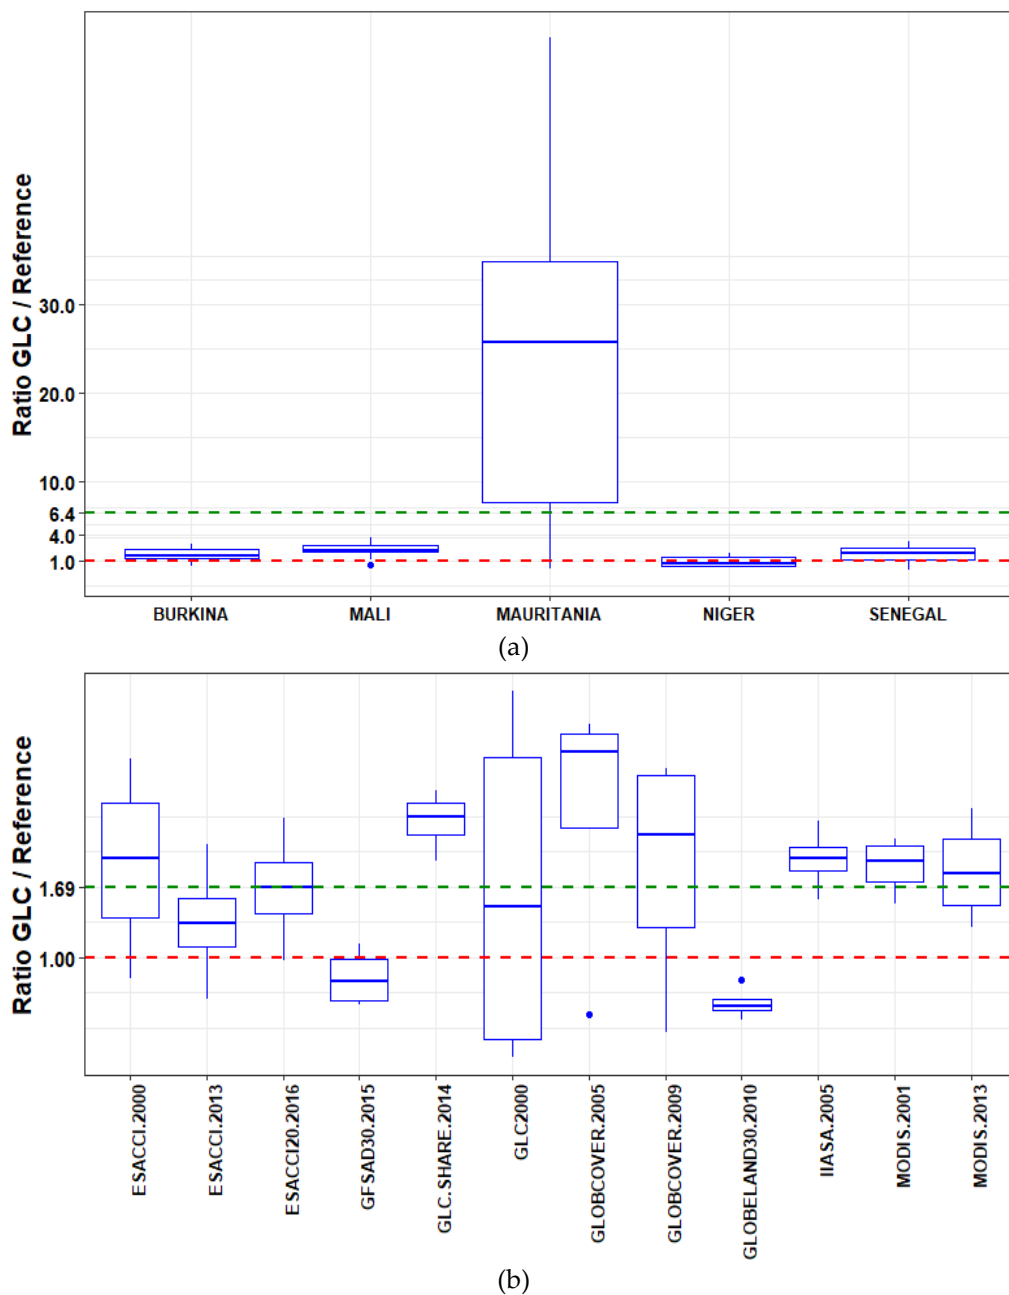 Ratio GLC / Reference
30.0
20.0
10.0
6.4
4.0
1.0
BURKINA MALI MAURITANIA NIGER SENEGAL
(a)
Ratio GLC / Reference
1.69
1.00
ESACCI.2000
ESACCI.2013
ESACCI20.2016
GFSAD30.2015
GLC.SHARE.2014
GLC2000
GLOBCOVER.2005
GLOBCOVER.2009
GLOBELAND30.2010
IIASA.2005
MODIS.2001
MODIS.2013
(b)